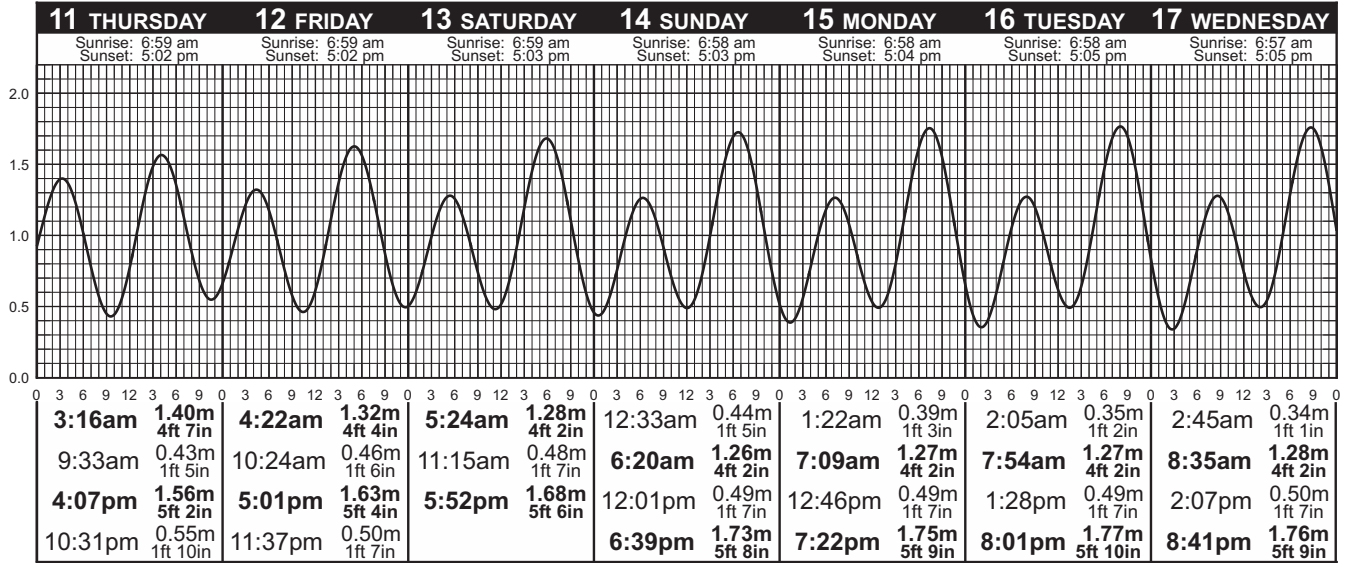 11 THURSDAY 12 FRIDAY 13 SATURDAY 14 SUNDAY 15 MONDAY 16 TUESDAY 17 WEDNESDAY
Sunrise: 6:59 am Sunrise: 6:59 am Sunrise: 6:59 am Sunrise: 6:58 am Sunrise: 6:58 am Sunrise: 6:58 am Sunrise: 6:57 am
Sunset: 5:02 pm Sunset: 5:02 pm Sunset: 5:03 pm Sunset: 5:03 pm Sunset: 5:04 pm Sunset: 5:05 pm Sunset: 5:05 pm
2.0
1.5
1.0
0.5
0.0
0 3 6 9 12 3 6 9 0 3 6 9 12 3 6 9 0 3 6 9 12 3 6 9 0 3 6 9 12 3 6 9 0 3 6 9 12 3 6 9 0 3 6 9 12 3 6 9 0 3 6 9 12 3 6 9 0
3:16am 1.40m 4:22am 1.32m 5:24am 1.28m 12:33am 0.44m 1:22am 0.39m 2:05am 0.35m 2:45am 0.34m
4ft 7in 4ft 4in 4ft 2in 1ft 5in 1ft 3in 1ft 2in 1ft 1in
9:33am 0.43m 10:24am 0.46m 11:15am 0.48m 6:20am 1.26m 7:09am 1.27m 7:54am 1.27m 8:35am 1.28m
1ft 5in 1ft 6in 1ft 7in 4ft 2in 4ft 2in 4ft 2in 4ft 2in
4:07pm 1.56m 5:01pm 1.63m 5:52pm 1.68m 12:01pm 0.49m 12:46pm 0.49m 1:28pm 0.49m 2:07pm 0.50m
5ft 2in 5ft 4in 5ft 6in 1ft 7in 1ft 7in 1ft 7in 1ft 7in
10:31pm 0.55m 11:37pm 0.50m 6:39pm 1.73m 7:22pm 1.75m 8:01pm 1.77m 8:41pm 1.76m
1ft 10in 1ft 7in 5ft 8in 5ft 9in 5ft 10in 5ft 9in